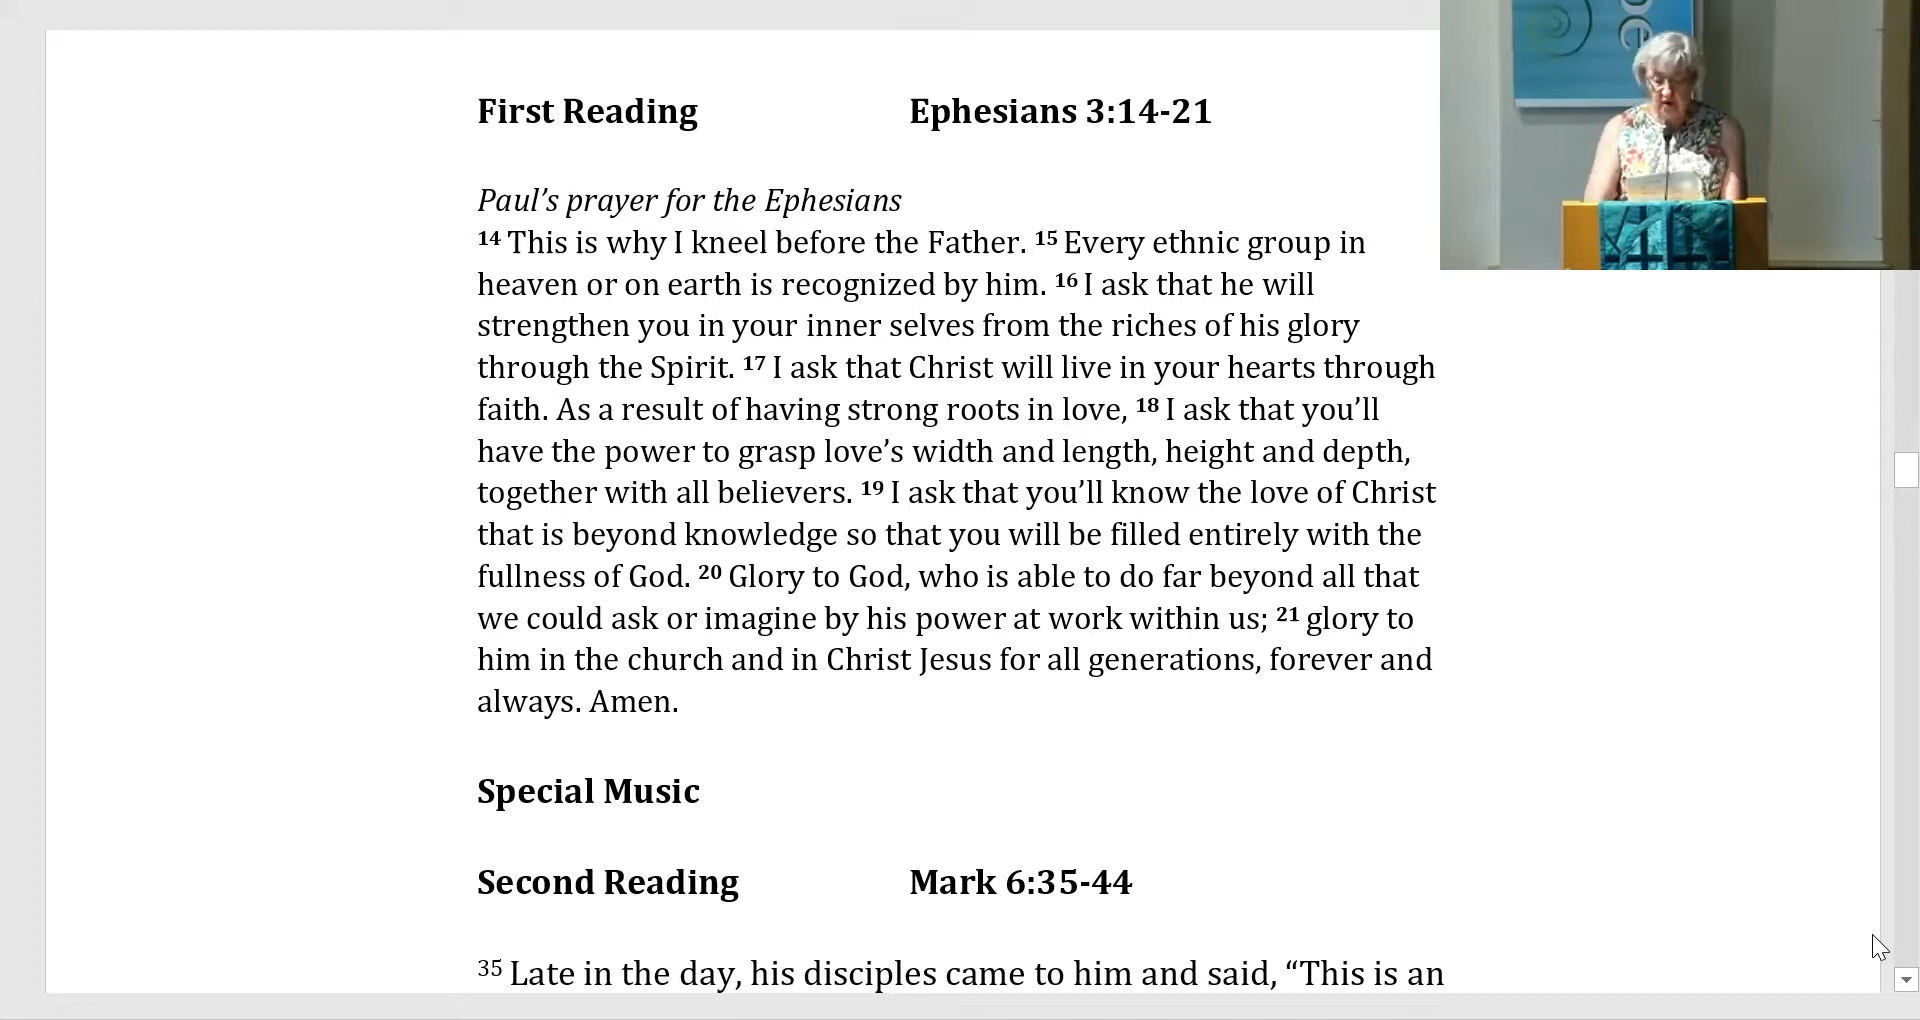 First Reading Ephesians 3:14-21
Paul’s prayer for the Ephesians
14 This is why I kneel before the Father. 15 Every ethnic group in
heaven or on earth is recognized by him. 16 I ask that he will
strengthen you in your inner selves from the riches of his glory
through the Spirit. 17 I ask that Christ will live in your hearts through
faith. As a result of having strong roots in love, 18 I ask that you’ll
have the power to grasp love’s width and length, height and depth,
together with all believers. 19 I ask that you’ll know the love of Christ
that is beyond knowledge so that you will be filled entirely with the
fullness of God. 20 Glory to God, who is able to do far beyond all that
we could ask or imagine by his power at work within us; 21 glory to
him in the church and in Christ Jesus for all generations, forever and
always. Amen.
Special Music
Second Reading Mark 6:35-44
35 Late in the day, his disciples came to him and said, “This is an